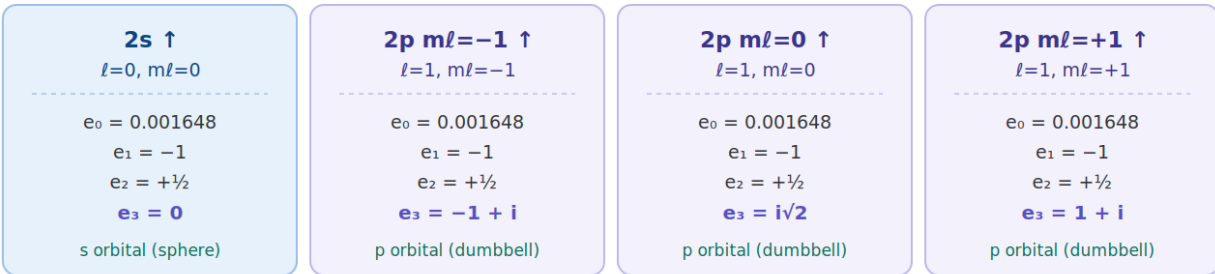 2s ↑
ℓ=0, mℓ=0
e₀ = 0.001648
e₁ = −1
e₂ = +½
e₃ = 0
s orbital (sphere)
2p mℓ=−1 ↑
ℓ=1, mℓ=−1
e₀ = 0.001648
e₁ = −1
e₂ = +½
e₃ = −1 + i
p orbital (dumbbell)
2p mℓ=0 ↑
ℓ=1, mℓ=0
e₀ = 0.001648
e₁ = −1
e₂ = +½
e₃ = i√2
p orbital (dumbbell)
2p mℓ=+1 ↑
ℓ=1, mℓ=+1
e₀ = 0.001648
e₁ = −1
e₂ = +½
e₃ = 1 + i
p orbital (dumbbell)